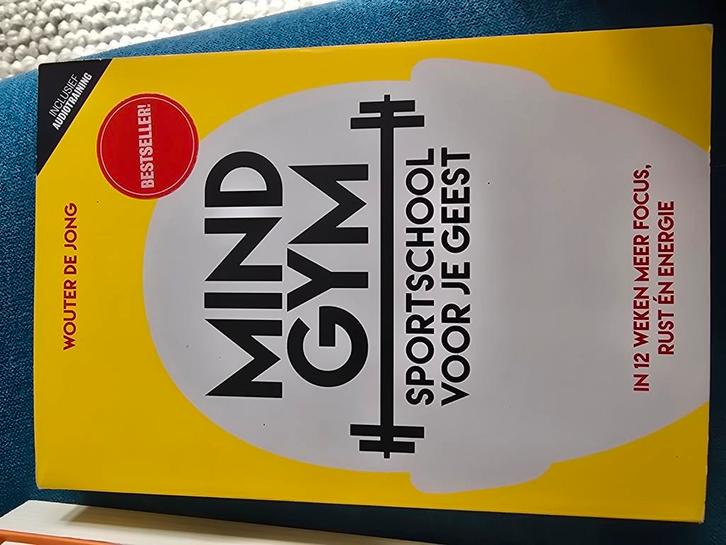 INCLUSIEF
AUDIOTRAINING
WOUTER DE JONG
BESTSELLER!
MIND
GYM
SPORTSCHOOL
VOOR JE GEEST
IN 12 WEKEN MEER FOCUS,
RUST ÉN ENERGIE